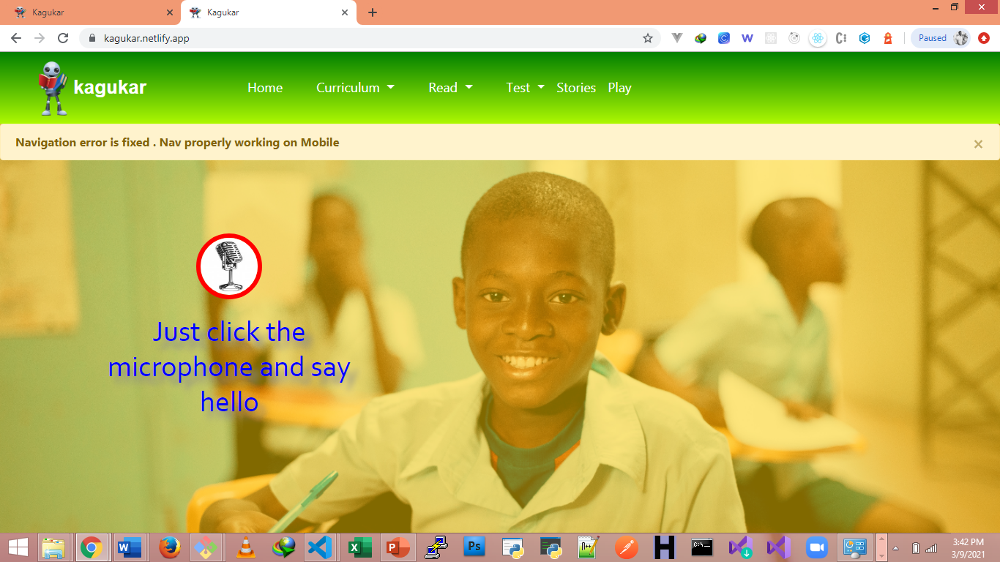 Kagukar
Kagukar
kagukar.netlify.app
Paused
kagukar
Home Curriculum Read Test Stories Play
Navigation error is fixed . Nav properly working on Mobile
Just click the
microphone and say
hello
3:42 PM
3/9/2021